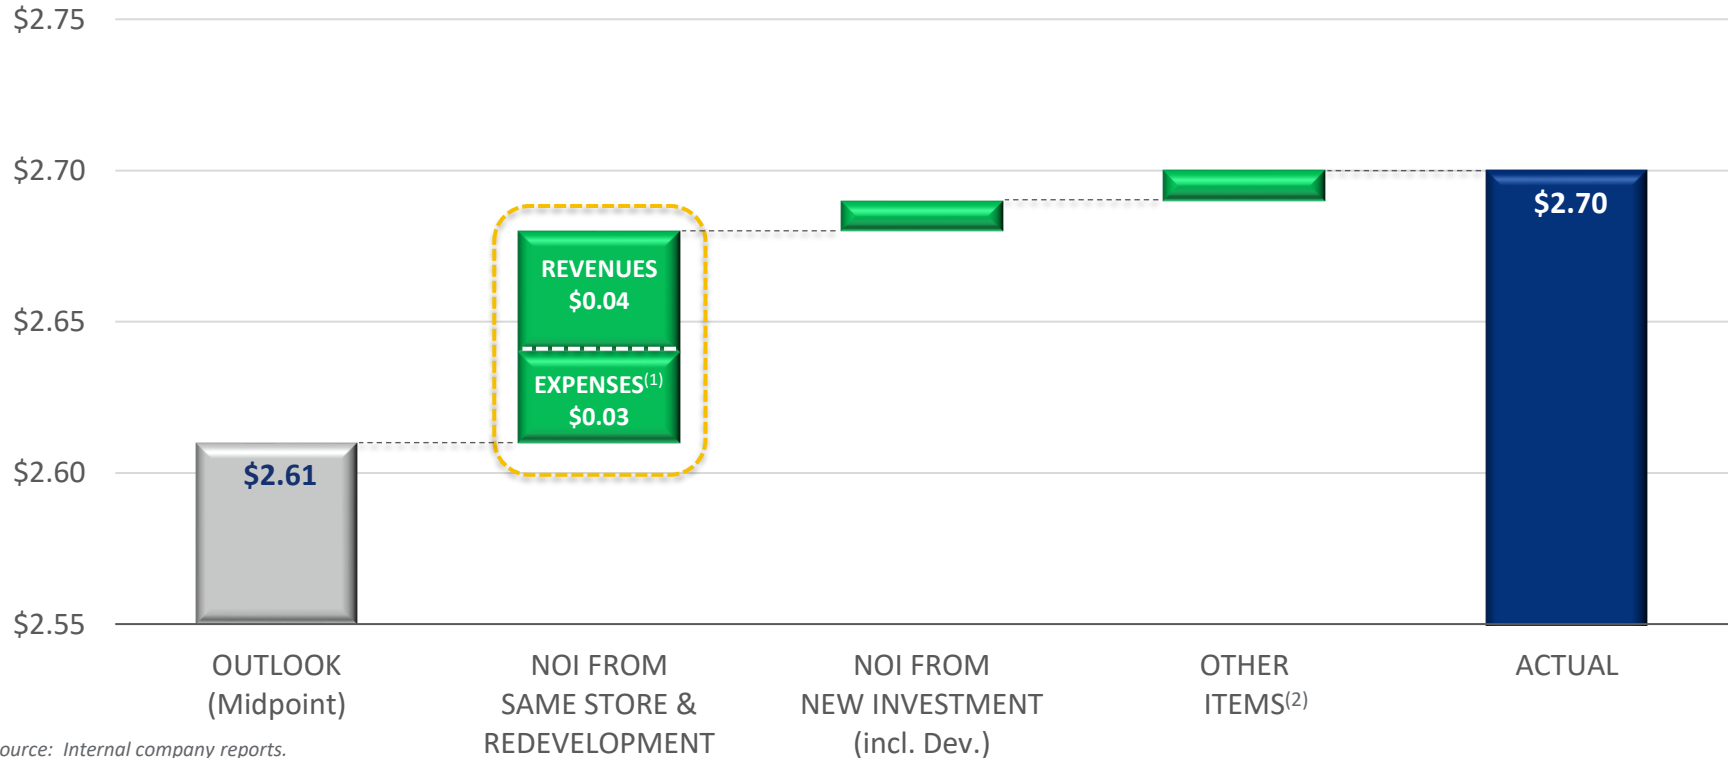 $2.75
$2.70
$2.65
$2.60
$2.55
$2.61
REVENUES
$0.04
EXPENSES(1)
$0.03
$2.70
OUTLOOK
(Midpoint)
NOI FROM
SAME STORE &
REDEVELOPMENT
NOI FROM
NEW INVESTMENT
(incl. Dev.)
OTHER
ITEMS(2)
ACTUAL
ource: Internal company reports.